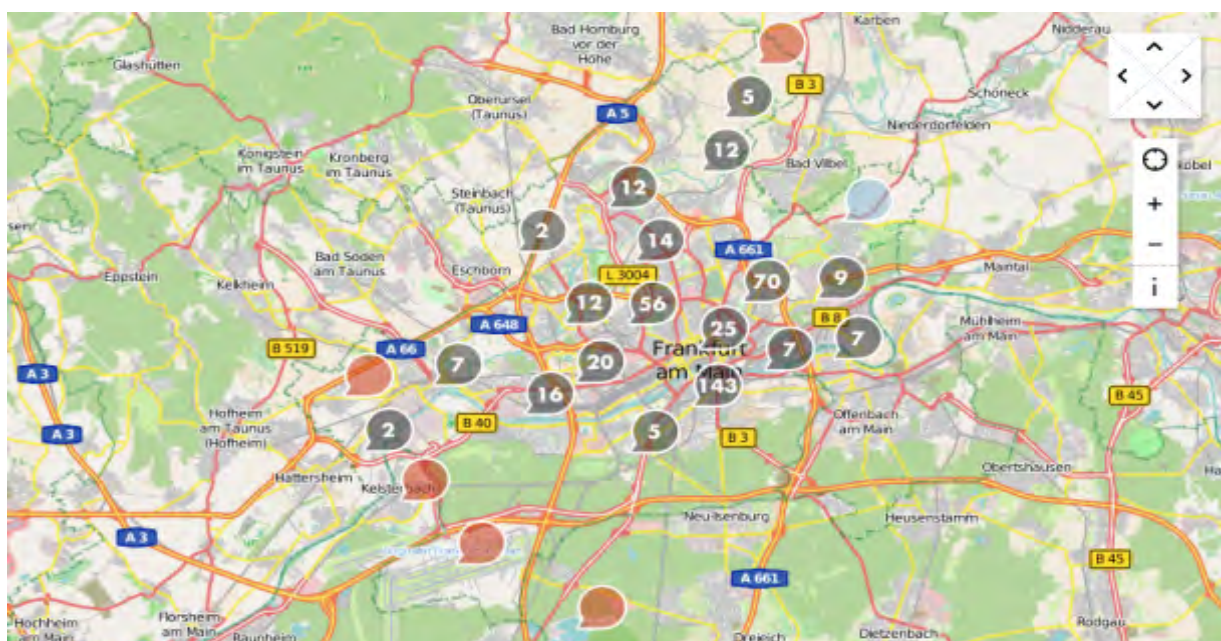 Karben
Bad Homburg
vor der
Höhe
Nidderau
Glashütten
B 3
Schöneck
5
Oberursel
(Taunus)
A 5
Niederdorfelden
12
Königstein
im Taunus
Kronberg
im Taunus
Bad Vilbel
12
Steinbach
(Taunus)
2
14
A 661
+
Bad Soden
am Taunus
Eschborn
L 3004
70
9
Maintal
−
Eppstein
Kelkheim
12
56
i
A 648
25
B 8
Mühlheim
am Main
7
B 519
A 66
Frankfurt
am Main
7
7
20
A 3
143
16
B 45
Hofheim
am Taunus
(Hofheim)
B 40
2
5
B 3
Offenbach
am Main
A 3
Hattersheim
Kelsterbach
Obertshausen
Neu-Isenburg
Heusenstamm
A 3
B 45
A 661
Hochheim
am Main
Florsheim
am Main
Raunheim
Dreieich
Dietzenbach
Rodgau